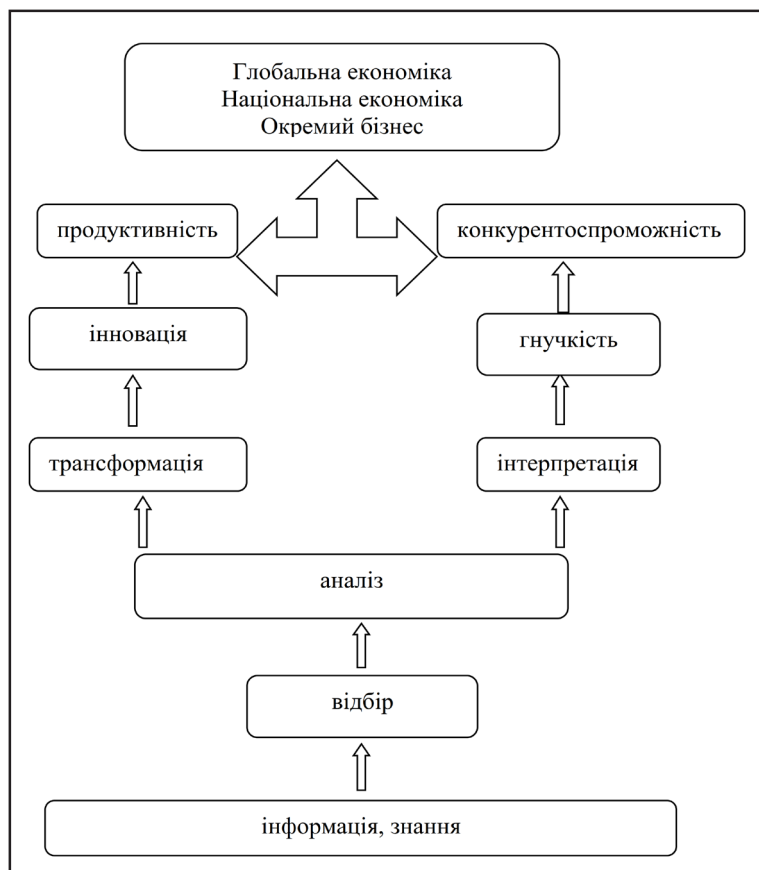 Глобальна економіка
Національна економіка
Окремий бізнес
продуктивність
конкурентоспроможність
інновація
гнучкість
трансформація
інтерпретація
аналіз
відбір
інформація, знання